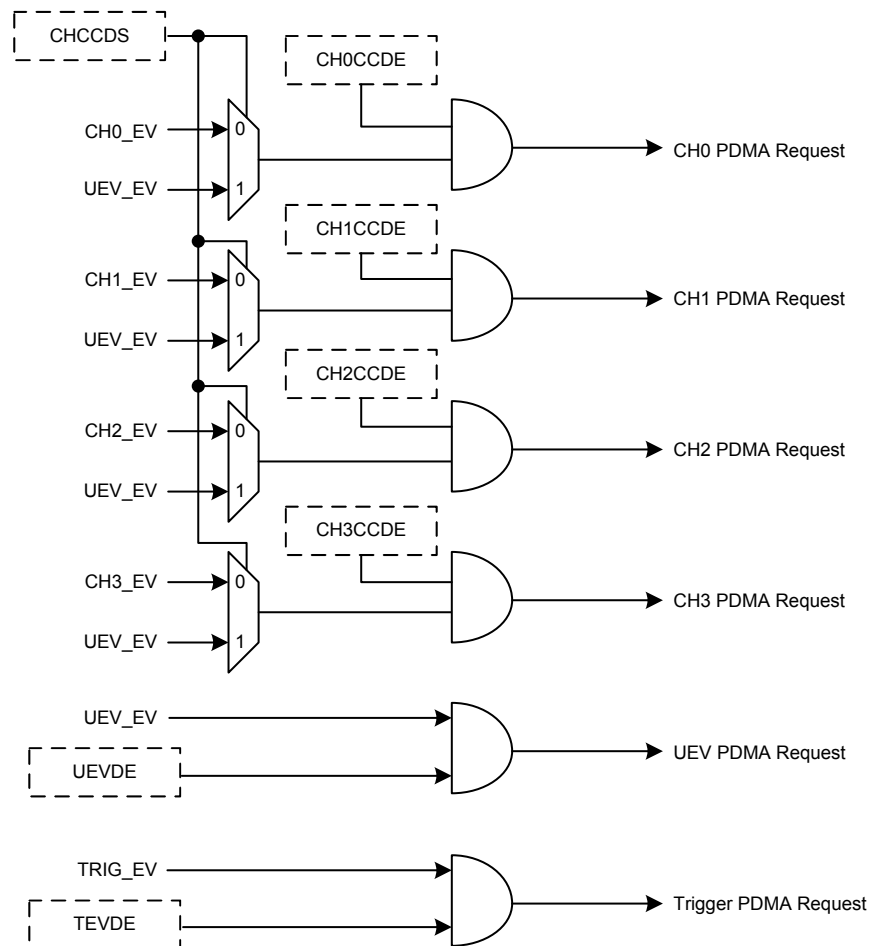 CHCCDS
CH0CCDE
CH0_EV
0
CH0 PDMA Request
UEV_EV
1
CH1CCDE
CH1_EV
0
CH1 PDMA Request
UEV_EV
1
CH2CCDE
CH2_EV
0
CH2 PDMA Request
UEV_EV
1
CH3CCDE
CH3_EV
0
CH3 PDMA Request
UEV_EV
1
UEV_EV
UEV PDMA Request
UEVDE
TRIG_EV
Trigger PDMA Request
TEVDE